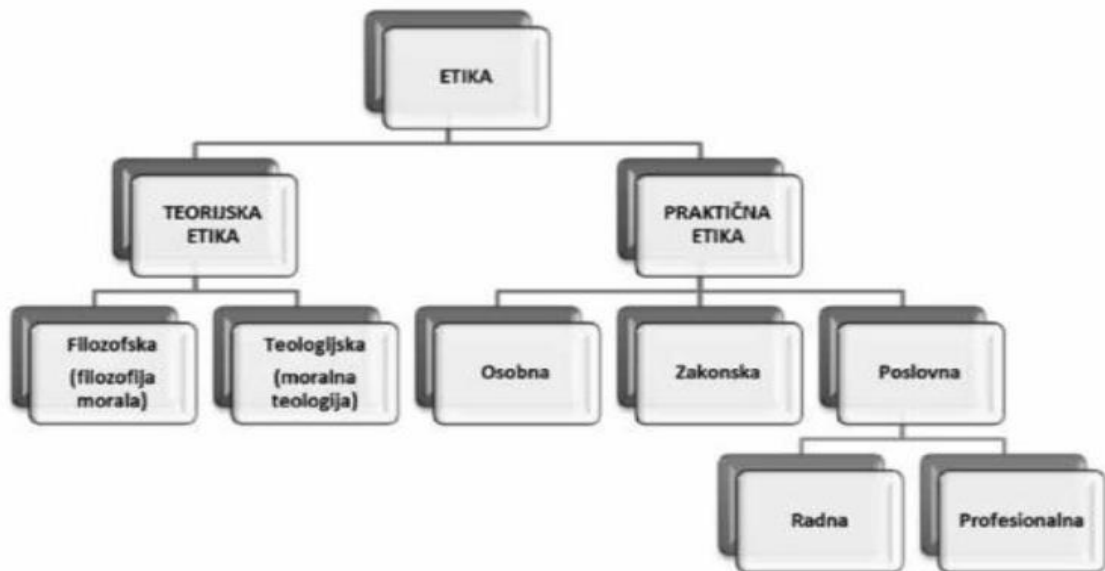 ETIKA
TEORIJSKA
ETIKA
PRAKTIČNA
ETIKA
Filozofska
(filozofija
morala)
Teologijska
(moralna
teologija)
Osobna
Zakonska
Poslovna
Radna
Profesionalna